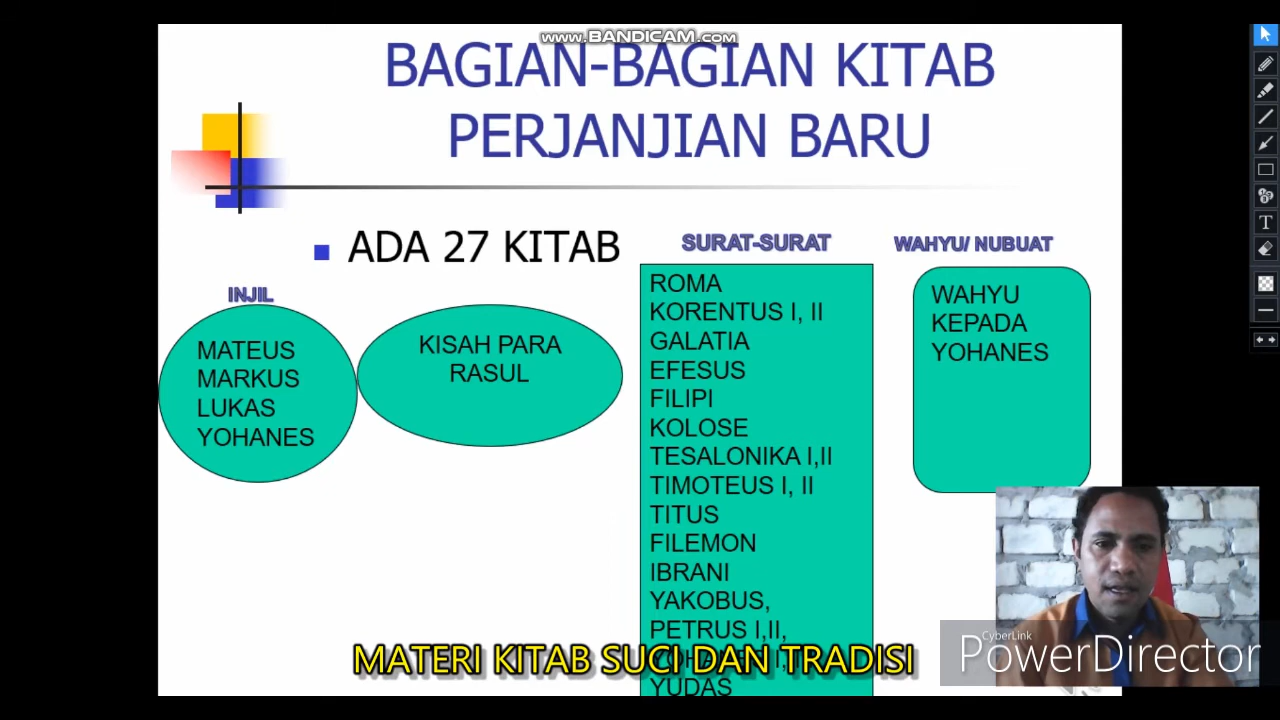 www.BANDICAM.com
BAGIAN-BAGIAN KITAB
PERJANJIAN BARU
ADA 27 KITAB
INJIL
MATEUS
MARKUS
LUKAS
YOHANES
KISAH PARA
RASUL
SURAT-SURAT
ROMA
KORENTUS I, II
GALATIA
EFESUS
FILIPI
KOLOSE
TESALONIKA I,II
TIMOTEUS I, II
TITUS
FILEMON
IBRANI
YAKOBUS,
PETRUS I,II,
YUDAS
WAHYU/ NUBUAT
WAHYU
KEPADA
YOHANES
MATERI KITAB SUCI DAN TRADISI
CyberLink
PowerDirector
T